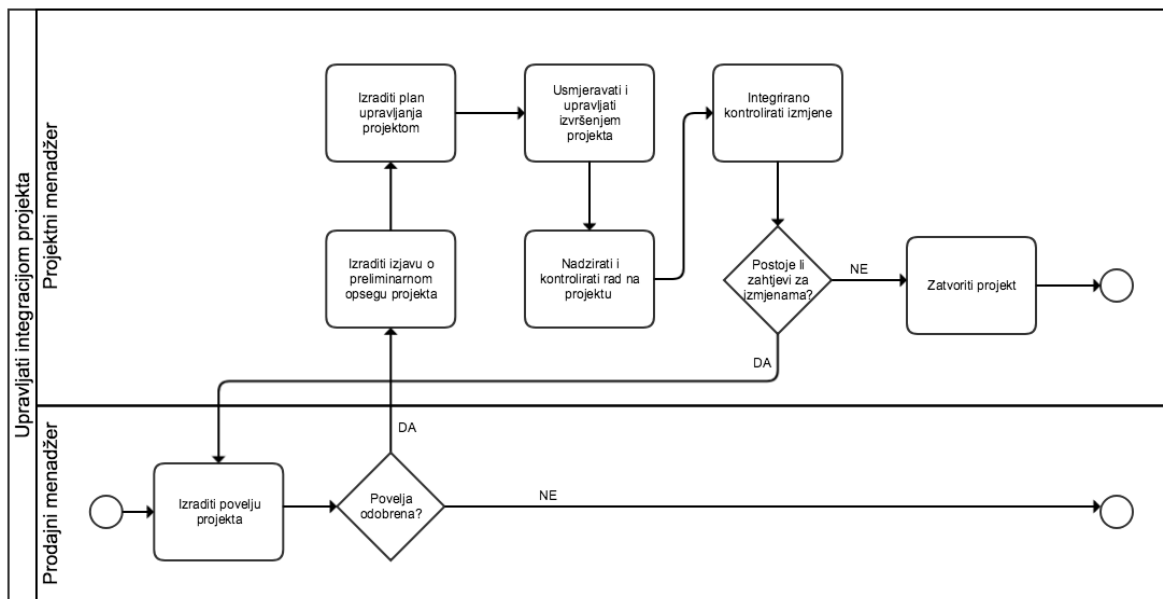 Upravljati integracijom projekta
Projektni menadžer
Izraditi plan
upravljanja
projektom
Usmjeravati i
upravljati
izvršenjem
projekta
Integrirano
kontrolirati izmjene
Izraditi izjavu o
preliminarnom
opsegu projekta
Nadzirati i
kontrolirati rad na
projektu
Postoje li
zahtjevi za
izmjenama?
NE
Zatvoriti projekt
DA
Prodajni menadžer
DA
Izraditi povelju
projekta
Povelja
odobrena?
NE